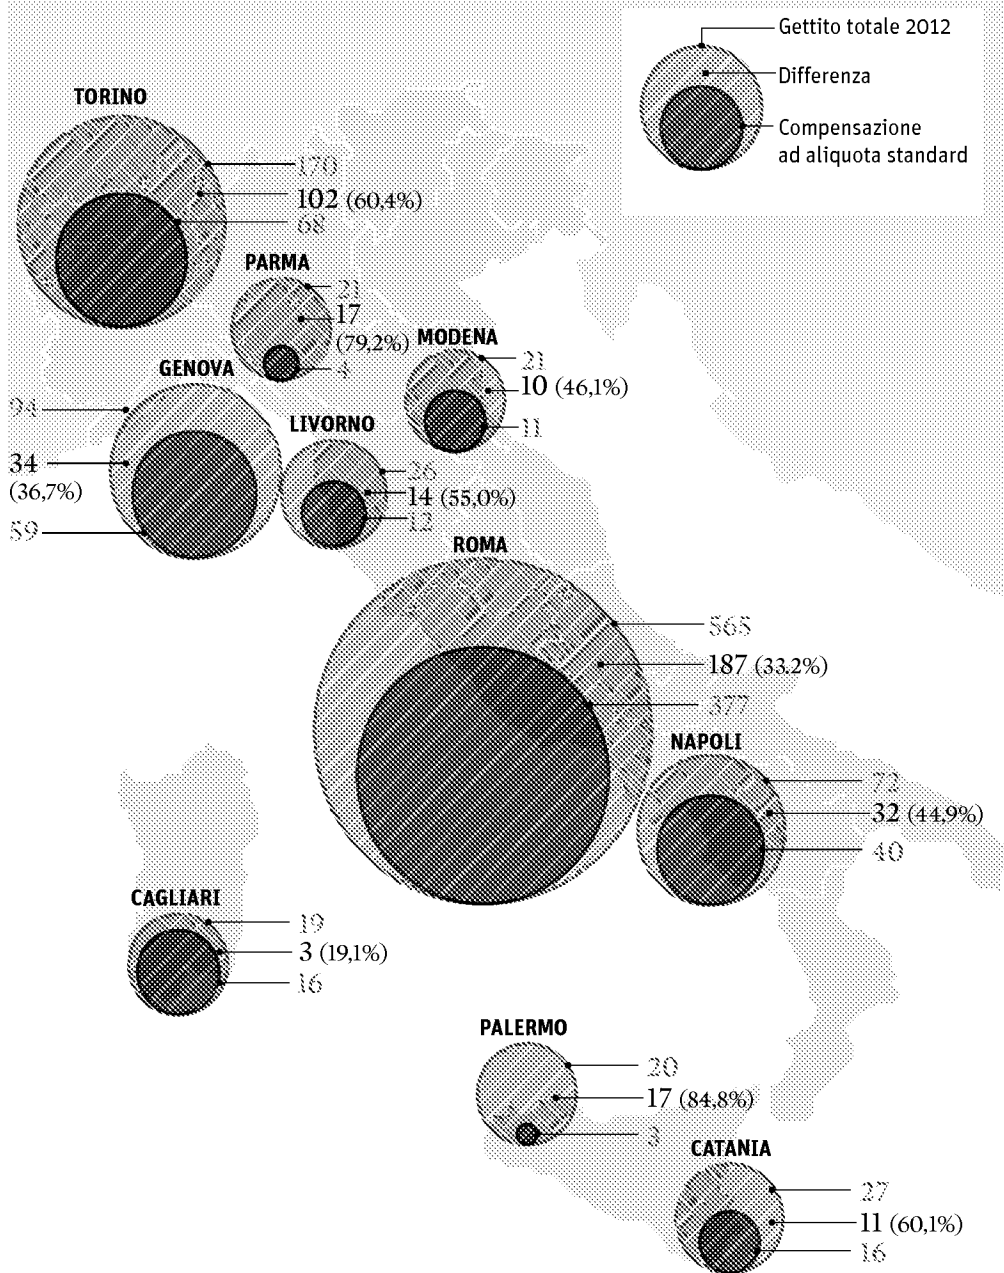 Gettito totale 2012
Differenza
Compensazione
ad aliquota standard
TORINO
170
102 (60,4%)
68
PARMA
21
17
(79,2%)
4
MODENA
21
10 (46,1%)
11
GENOVA
94
34
(36,7%)
59
LIVORNO
26
14 (55,0%)
12
ROMA
565
187 (33.2%)
377
NAPOLI
72
32 (44,9%)
40
CAGLIARI
19
3 (19,1%)
16
PALERMO
20
17 (84,8%)
3
CATANIA
27
11 (60,1%)
16